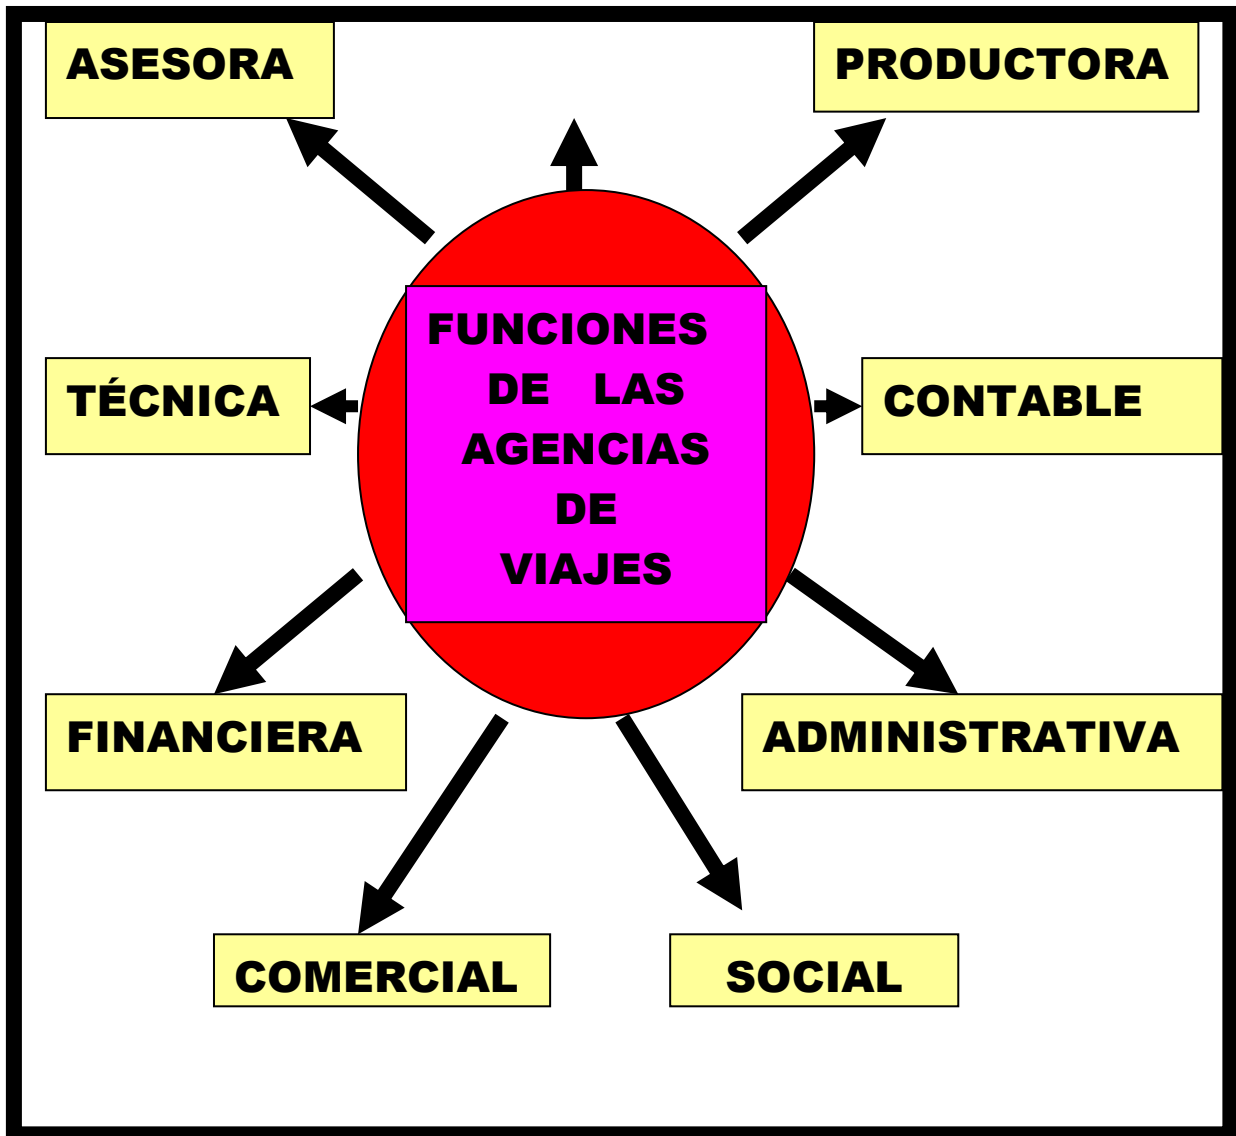 ASESORA
PRODUCTORA
FUNCIONES
DE LAS
AGENCIAS
DE
VIAJES
TÉCNICA
CONTABLE
FINANCIERA
ADMINISTRATIVA
COMERCIAL
SOCIAL